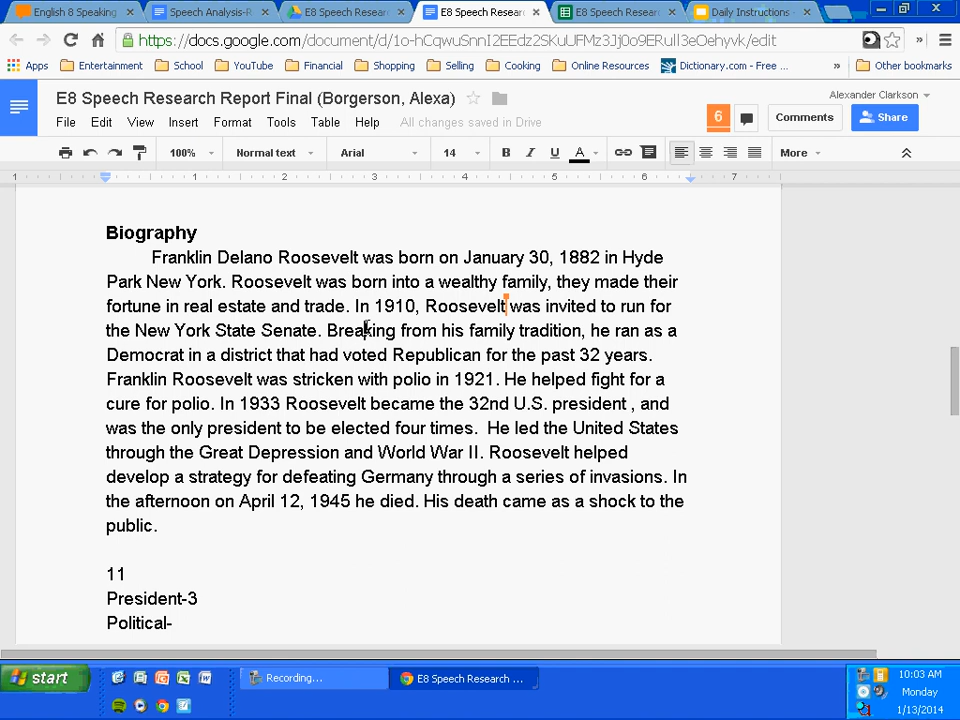 English 8 Speaking
Speech Analysis-R
E8 Speech Resear
E8 Speech Resear
E8 Speech Resear
Daily Instructions -
https://docs.google.com/document/d/1o-hCqwuSnnI2EEdz2SKuUFMz3Jj0o9ERull3eOehyvk/edit
Apps Entertainment School YouTube Financial Shopping Selling Cooking Online Resources Dictionary.com - Free ... » Other bookmarks
E8 Speech Research Report Final (Borgerson, Alexa)
Alexander Clarkson
File Edit View Insert Format Tools Table Help All changes saved in Drive
6 Comments Share
100% Normal text Arial 14 B I U A More
1 1 2 3 4 5 6 7
Biography
Franklin Delano Roosevelt was born on January 30, 1882 in Hyde
Park New York. Roosevelt was born into a wealthy family, they made their
fortune in real estate and trade. In 1910, Roosevelt was invited to run for
the New York State Senate. Breaking from his family tradition, he ran as a
Democrat in a district that had voted Republican for the past 32 years.
Franklin Roosevelt was stricken with polio in 1921. He helped fight for a
cure for polio. In 1933 Roosevelt became the 32nd U.S. president , and
was the only president to be elected four times.  He led the United States
through the Great Depression and World War II. Roosevelt helped
develop a strategy for defeating Germany through a series of invasions. In
the afternoon on April 12, 1945 he died. His death came as a shock to the
public.
11
President-3
Political-
start
Recording...
E8 Speech Research ...
10:03 AM
Monday
1/13/2014